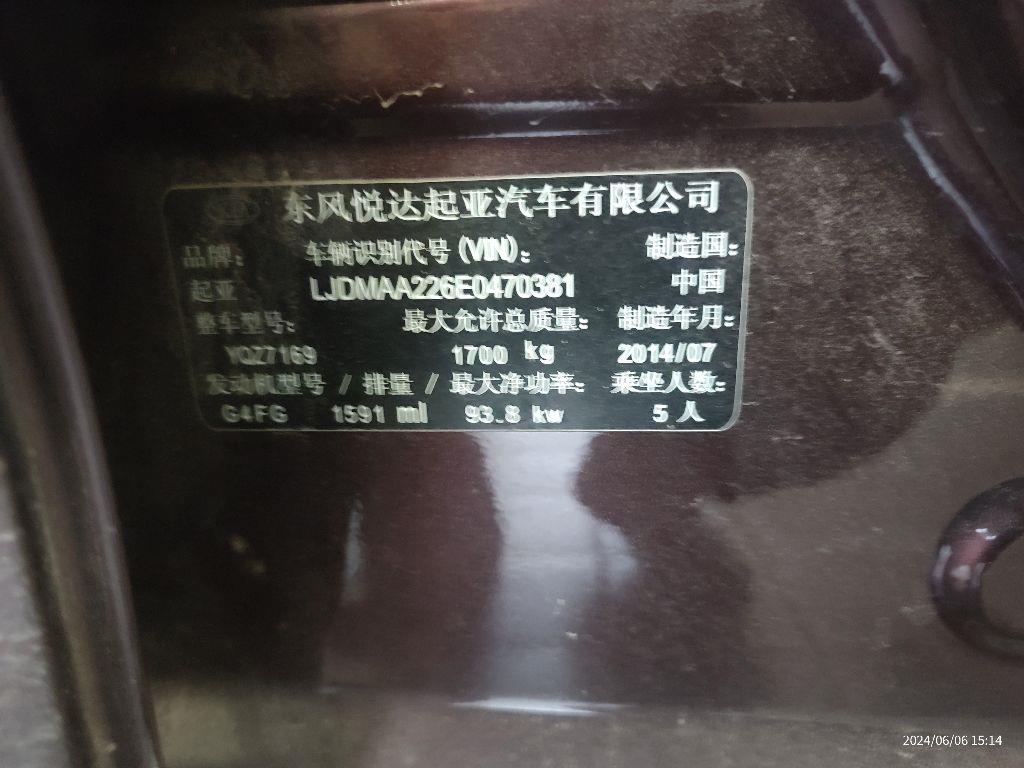 东风悦达起亚汽车有限公司
品牌: 车辆识别代号(VIN): 制造国:
起亚 LJDMAA226E0470381 中国
整车型号: 最大允许总质量: 制造年月:
YQZ7169 1700 kg 2014/07
发动机型号 / 排量 / 最大净功率: 乘坐人数:
G4FG 1591 ml 93.8 kw 5 人
2024/06/06 15:14